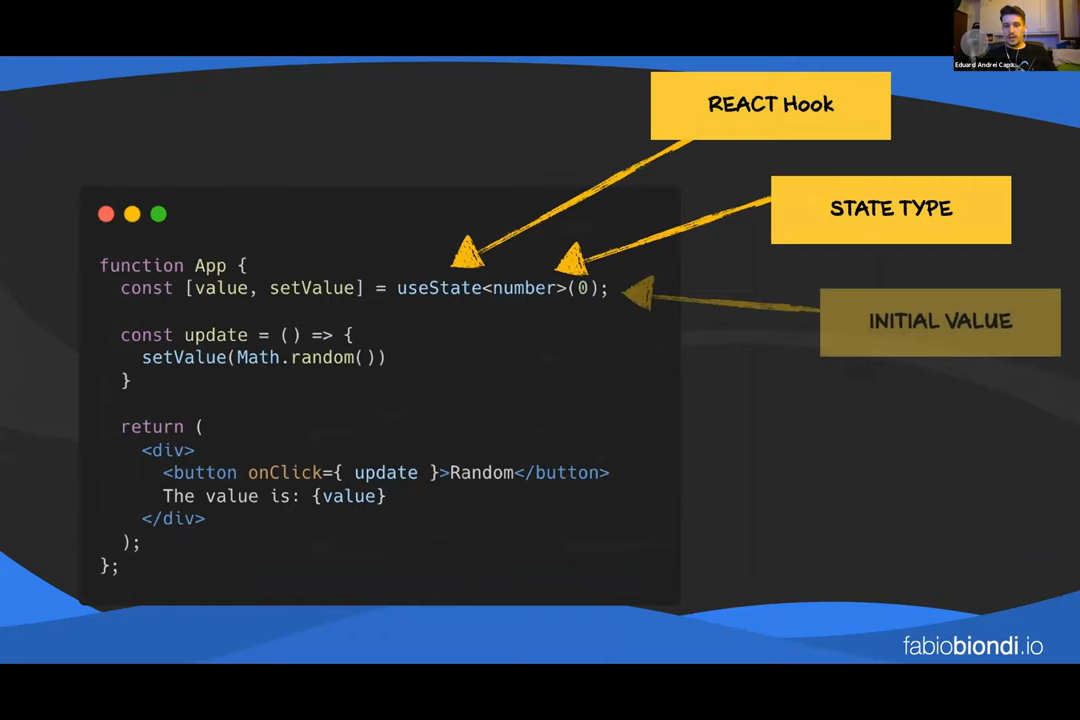 Eduard Andrei Capa...
REACT Hook
STATE TYPE
INITIAL VALUE
function App {
  const [value, setValue] = useState<number>(0);
  const update = () => {
    setValue(Math.random())
  }
  return (
    <div>
      <button onClick={ update }>Random</button>
      The value is: {value}
    </div>
  );
};
fabiobiondi.io